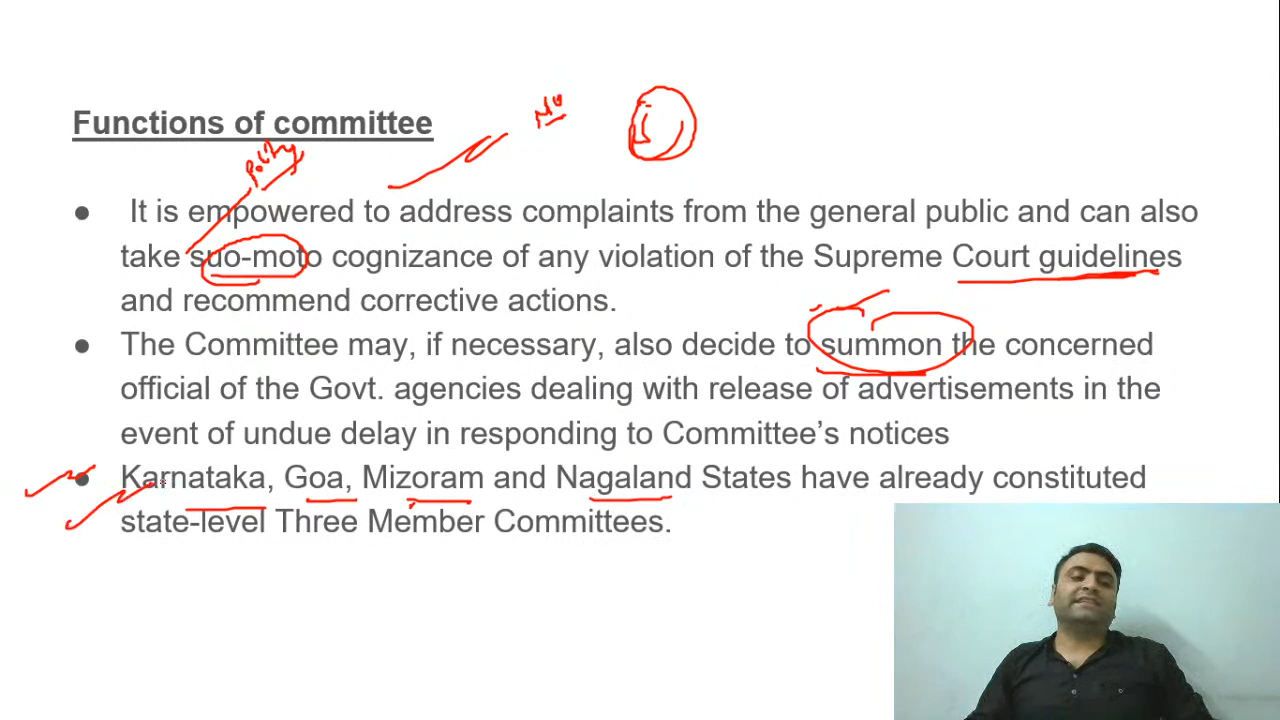 Functions of committee
Polity
● It is empowered to address complaints from the general public and can also
take suo-moto cognizance of any violation of the Supreme Court guidelines
and recommend corrective actions.
● The Committee may, if necessary, also decide to summon the concerned
official of the Govt. agencies dealing with release of advertisements in the
event of undue delay in responding to Committee’s notices
● Karnataka, Goa, Mizoram and Nagaland States have already constituted
state-level Three Member Committees.